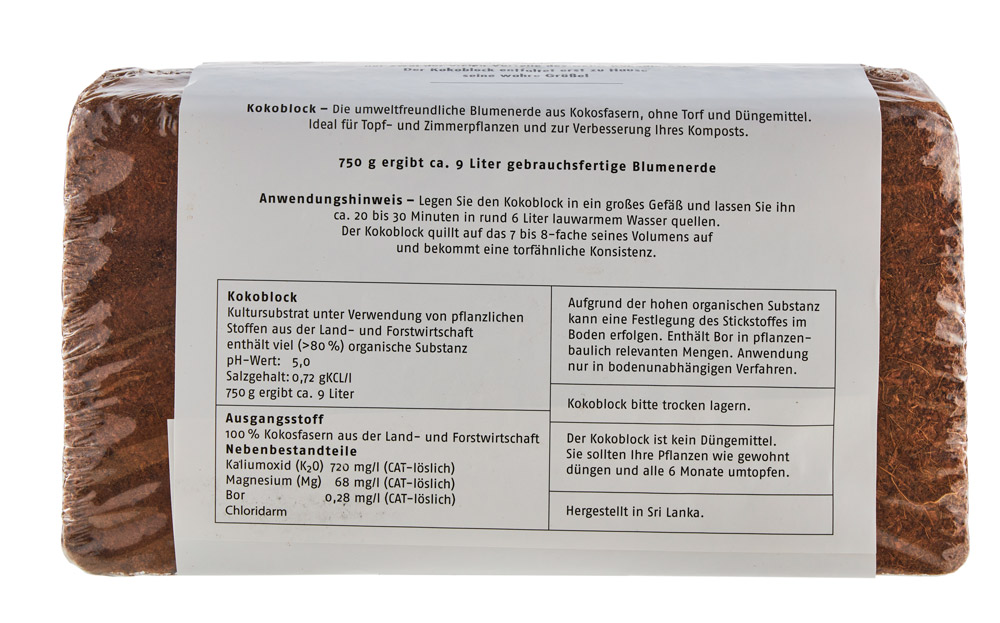 Der Kokoblock entfaltet erst zu Hause
seine wahre Größe!
Kokoblock – Die umweltfreundliche Blumenerde aus Kokosfasern, ohne Torf und Düngemittel.
Ideal für Topf- und Zimmerpflanzen und zur Verbesserung Ihres Komposts.
750 g ergibt ca. 9 Liter gebrauchsfertige Blumenerde
Anwendungshinweis – Legen Sie den Kokoblock in ein großes Gefäß und lassen Sie ihn
ca. 20 bis 30 Minuten in rund 6 Liter lauwarmem Wasser quellen.
Der Kokoblock quillt auf das 7 bis 8-fache seines Volumens auf
und bekommt eine torfähnliche Konsistenz.
Kokoblock
Kultursubstrat unter Verwendung von pflanzlichen
Stoffen aus der Land- und Forstwirtschaft
enthält viel (>80 %) organische Substanz
pH-Wert: 5,0
Salzgehalt: 0,72 gKCL/l
750 g ergibt ca. 9 Liter
Ausgangsstoff
100 % Kokosfasern aus der Land- und Forstwirtschaft
Nebenbestandteile
Kaliumoxid (K₂0) 720 mg/l (CAT-löslich)
Magnesium (Mg) 68 mg/l (CAT-löslich)
Bor 0,28 mg/l (CAT-löslich)
Chloridarm
Aufgrund der hohen organischen Substanz
kann eine Festlegung des Stickstoffes im
Boden erfolgen. Enthält Bor in pflanzen-
baulich relevanten Mengen. Anwendung
nur in bodenunabhängigen Verfahren.
Kokoblock bitte trocken lagern.
Der Kokoblock ist kein Düngemittel.
Sie sollten Ihre Pflanzen wie gewohnt
düngen und alle 6 Monate umtopfen.
Hergestellt in Sri Lanka.